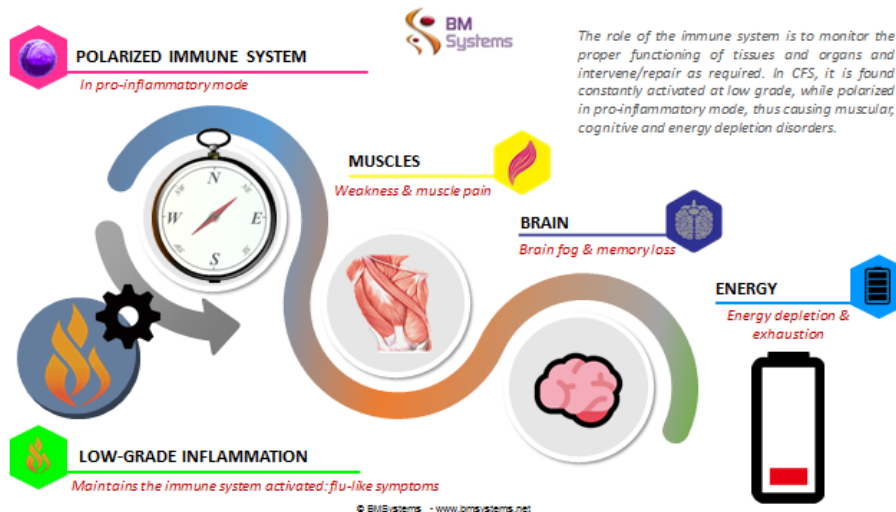 BM
Systems
The role of the immune system is to monitor the
proper functioning of tissues and organs and
intervene/repair as required. In CFS, it is found
constantly activated at low grade, while polarized
in pro-inflammatory mode, thus causing muscular,
cognitive and energy depletion disorders.
POLARIZED IMMUNE SYSTEM
In pro-inflammatory mode
N
NW
NE
W
E
SW
S
MUSCLES
Weakness & muscle pain
BRAIN
Brain fog & memory loss
ENERGY
Energy depletion &
exhaustion
LOW-GRADE INFLAMMATION
Maintains the immune system activated: flu-like symptoms
© BMSystems - www.bmsystems.net